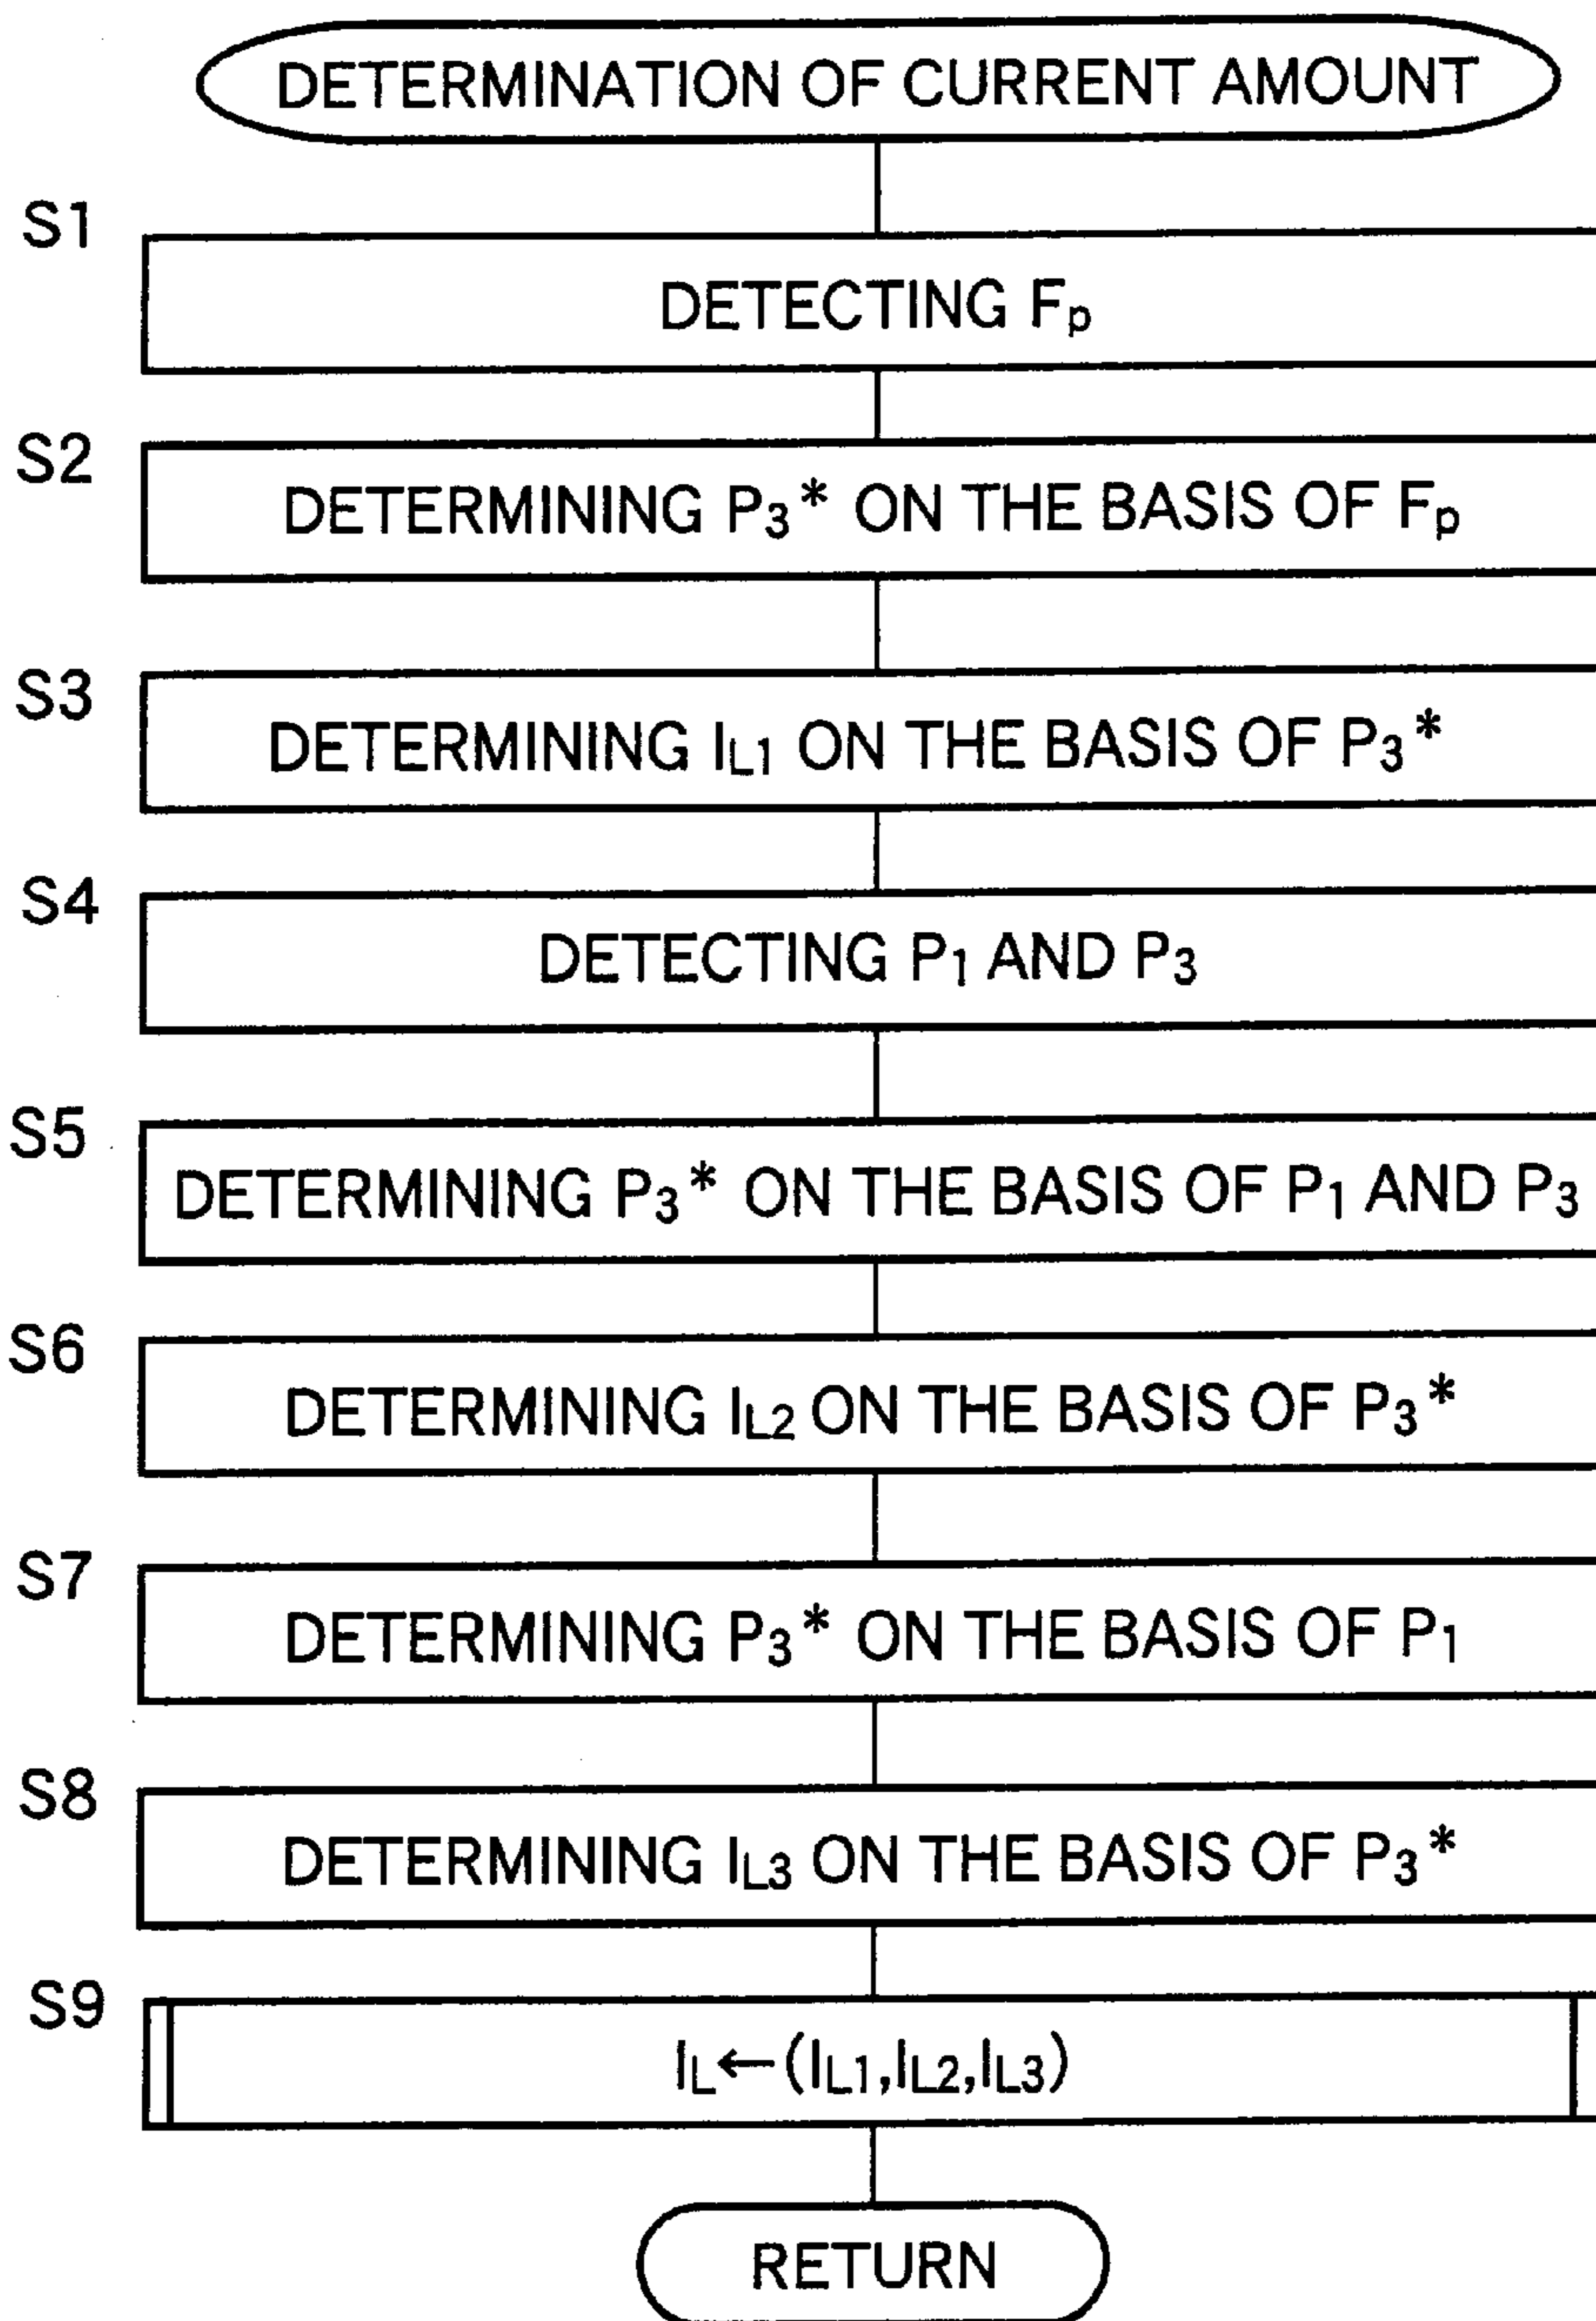 DETERMINATION OF CURRENT AMOUNT
S1
DETECTING Fp
S2
DETERMINING P3* ON THE BASIS OF Fp
S3
DETERMINING IL1 ON THE BASIS OF P3*
S4
DETECTING P1 AND P3
S5
DETERMINING P3* ON THE BASIS OF P1 AND P3
S6
DETERMINING IL2 ON THE BASIS OF P3*
S7
DETERMINING P3* ON THE BASIS OF P1
S8
DETERMINING IL3 ON THE BASIS OF P3*
S9
IL←(IL1,IL2,IL3)
RETURN